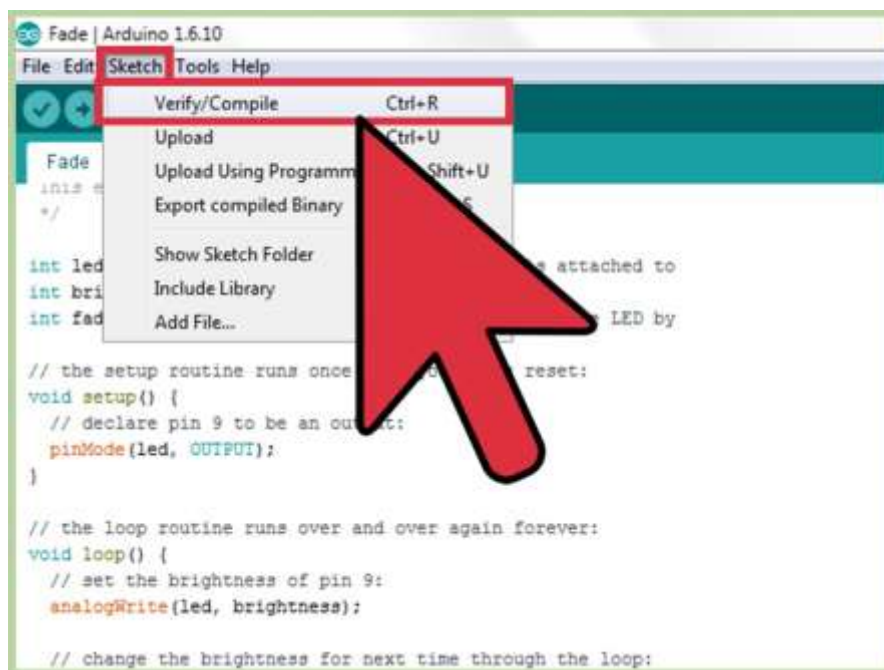 Fade | Arduino 1.6.10
File Edit Sketch Tools Help
Verify/Compile Ctrl+R
Upload Ctrl+U
Upload Using Programm Shift+U
Export compiled Binary S
Show Sketch Folder
Include Library
Add File...
Fade
*/
int led attached to
int bri
int fad LED by
// the setup routine runs once reset:
void setup() {
// declare pin 9 to be an
pinMode(led, OUTPUT);
}
// the loop routine runs over and over again forever:
void loop() {
// set the brightness of pin 9:
analogWrite(led, brightness);
// change the brightness for next time through the loop: